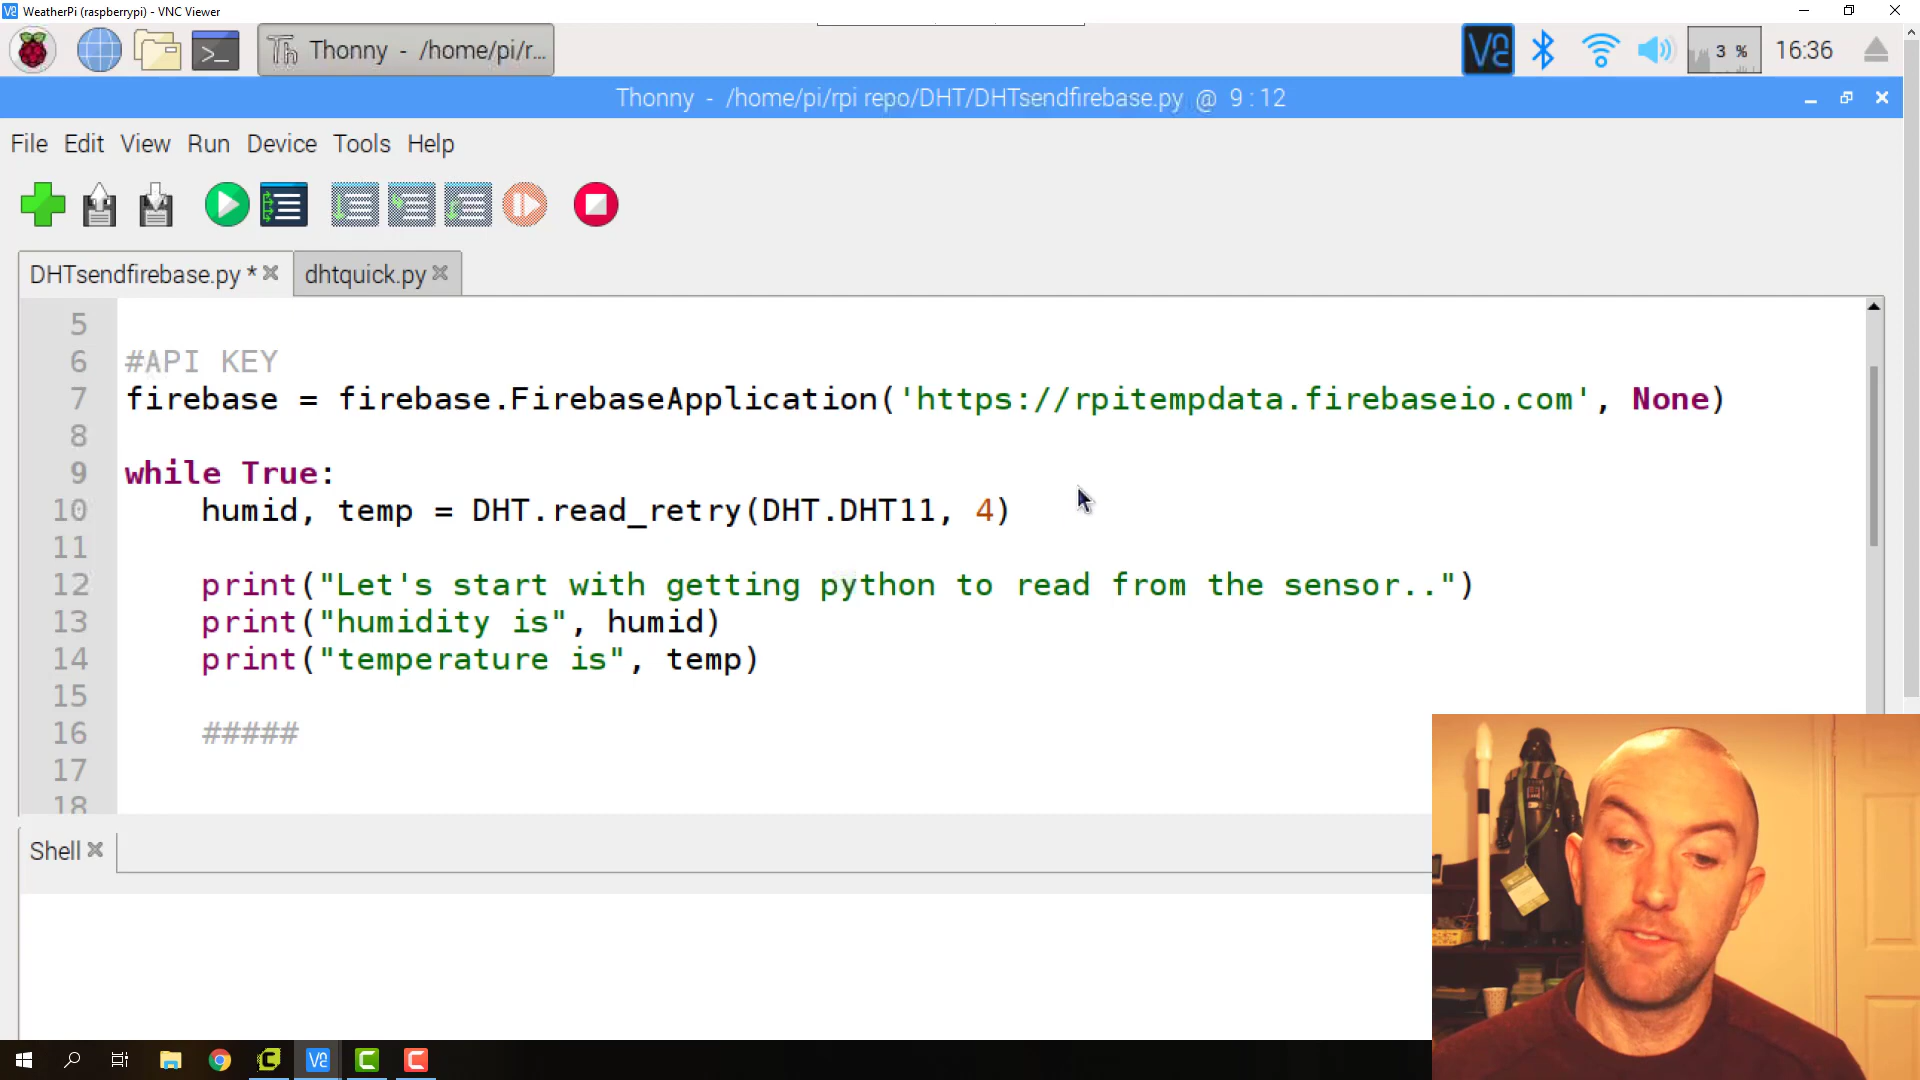 WeatherPi (raspberrypi) - VNC Viewer
Thonny - /home/pi/r...
3 %
16:36
Thonny - /home/pi/rpi repo/DHT/DHTsendfirebase.py @ 9:12
File Edit View Run Device Tools Help
DHTsendfirebase.py *
dhtquick.py
5
6 #API KEY
7 firebase = firebase.FirebaseApplication('https://rpitempdata.firebaseio.com', None)
8
9 while True:
10 humid, temp = DHT.read_retry(DHT.DHT11, 4)
11
12 print("Let's start with getting python to read from the sensor..")
13 print("humidity is", humid)
14 print("temperature is", temp)
15
16 #####
17
18
Shell